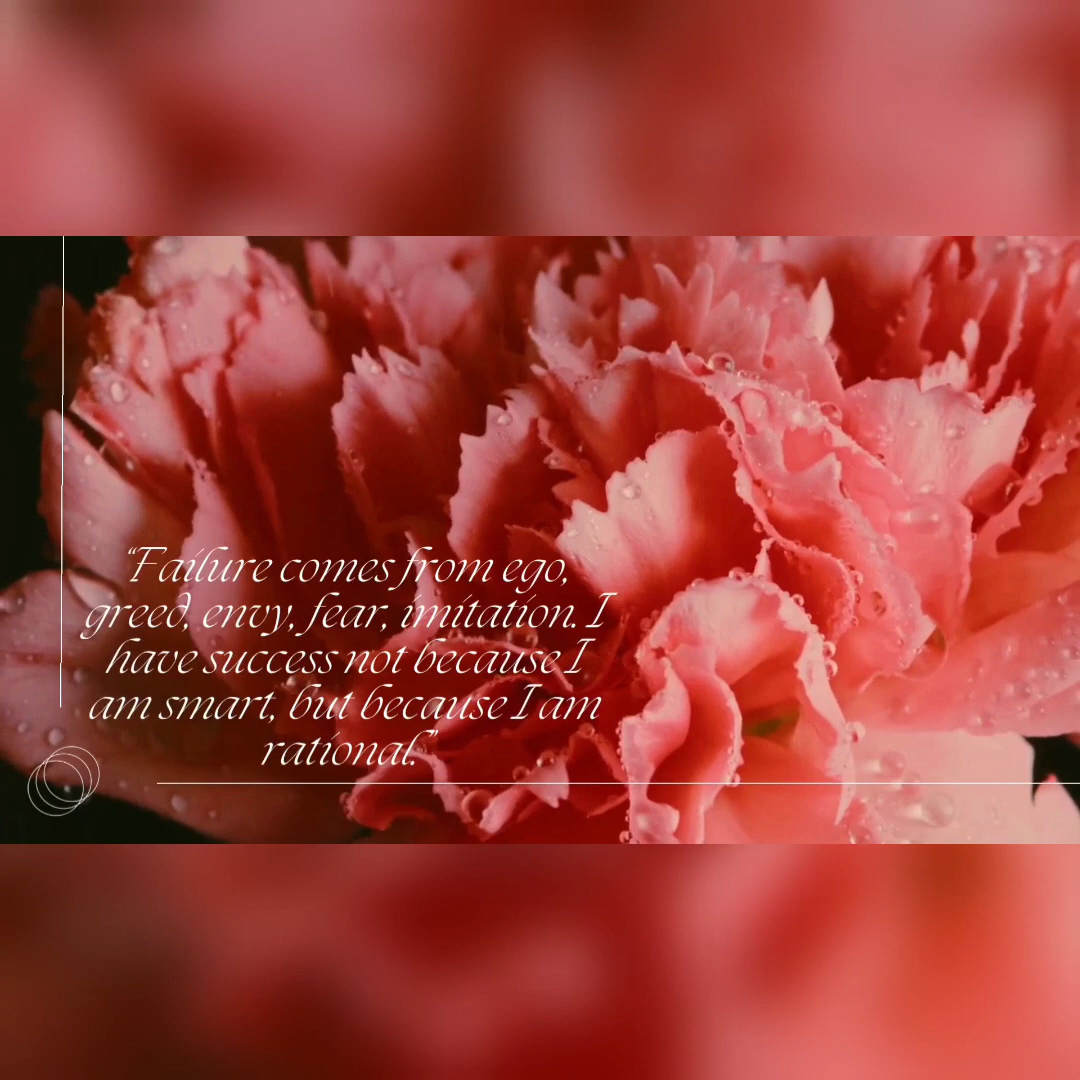 “Failure comes from ego,
greed, envy, fear, imitation. I
have success not because I
am smart, but because I am
rational.”